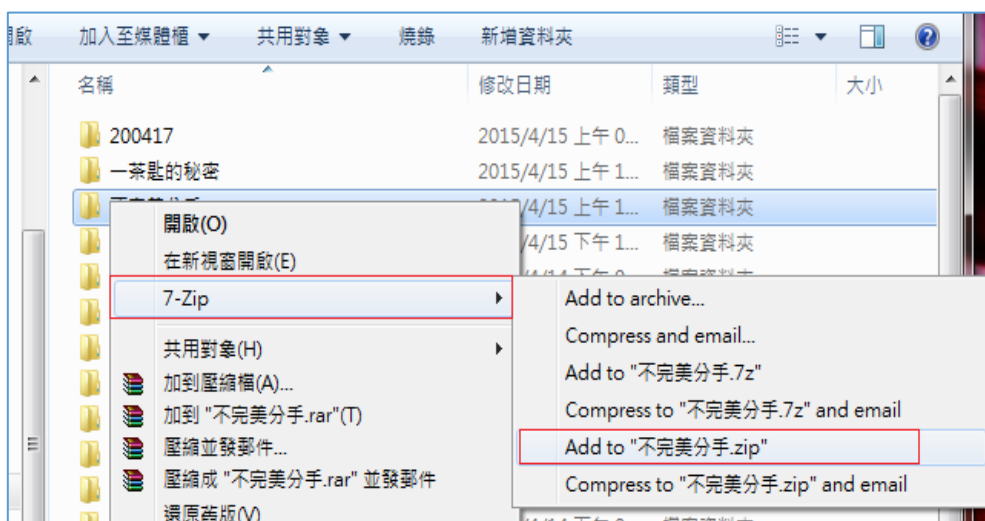 開啟 加入至媒體櫃 共用對象 燒錄 新增資料夾
名稱 修改日期 類型 大小
200417 2015/4/15 上午 0... 檔案資料夾
一茶匙的秘密 2015/4/15 上午 1... 檔案資料夾
/4/15 上午 1... 檔案資料夾
/4/15 下午 1... 檔案資料夾
開啟(O)
在新視窗開啟(E)
7-Zip
共用對象(H)
加到壓縮檔(A)...
加到 "不完美分手.rar"(T)
壓縮並發郵件...
壓縮成 "不完美分手.rar" 並發郵件
還原舊版(V)
Add to archive...
Compress and email...
Add to "不完美分手.7z"
Compress to "不完美分手.7z" and email
Add to "不完美分手.zip"
Compress to "不完美分手.zip" and email